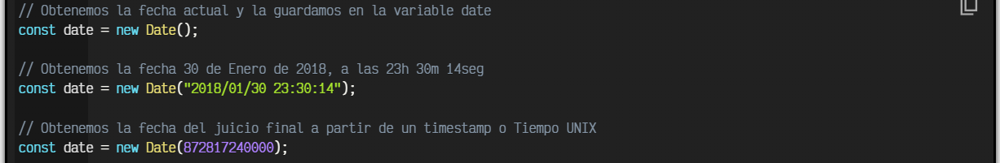 // Obtenemos la fecha actual y la guardamos en la variable date
const date = new Date();
// Obtenemos la fecha 30 de Enero de 2018, a las 23h 30m 14seg
const date = new Date("2018/01/30 23:30:14");
// Obtenemos la fecha del juicio final a partir de un timestamp o Tiempo UNIX
const date = new Date(872817240000);